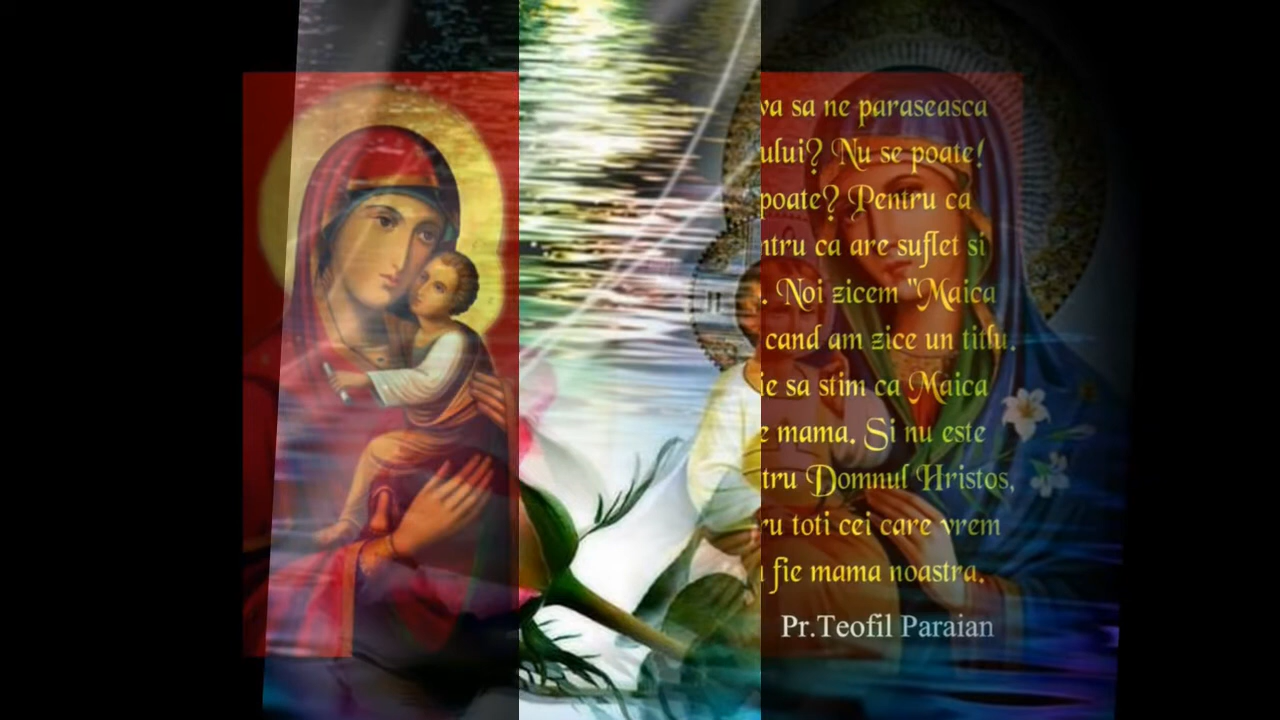 va sa ne paraseasca
ului? Nu se poate!
poate? Pentru ca
ntru ca are suflet si
. Noi zicem "Maica
cand am zice un titlu.
ie sa stim ca Maica
e mama. Si nu este
tru Domnul Hristos,
ru toti cei care vrem
fie mama noastra.
Pr.Teofil Paraian